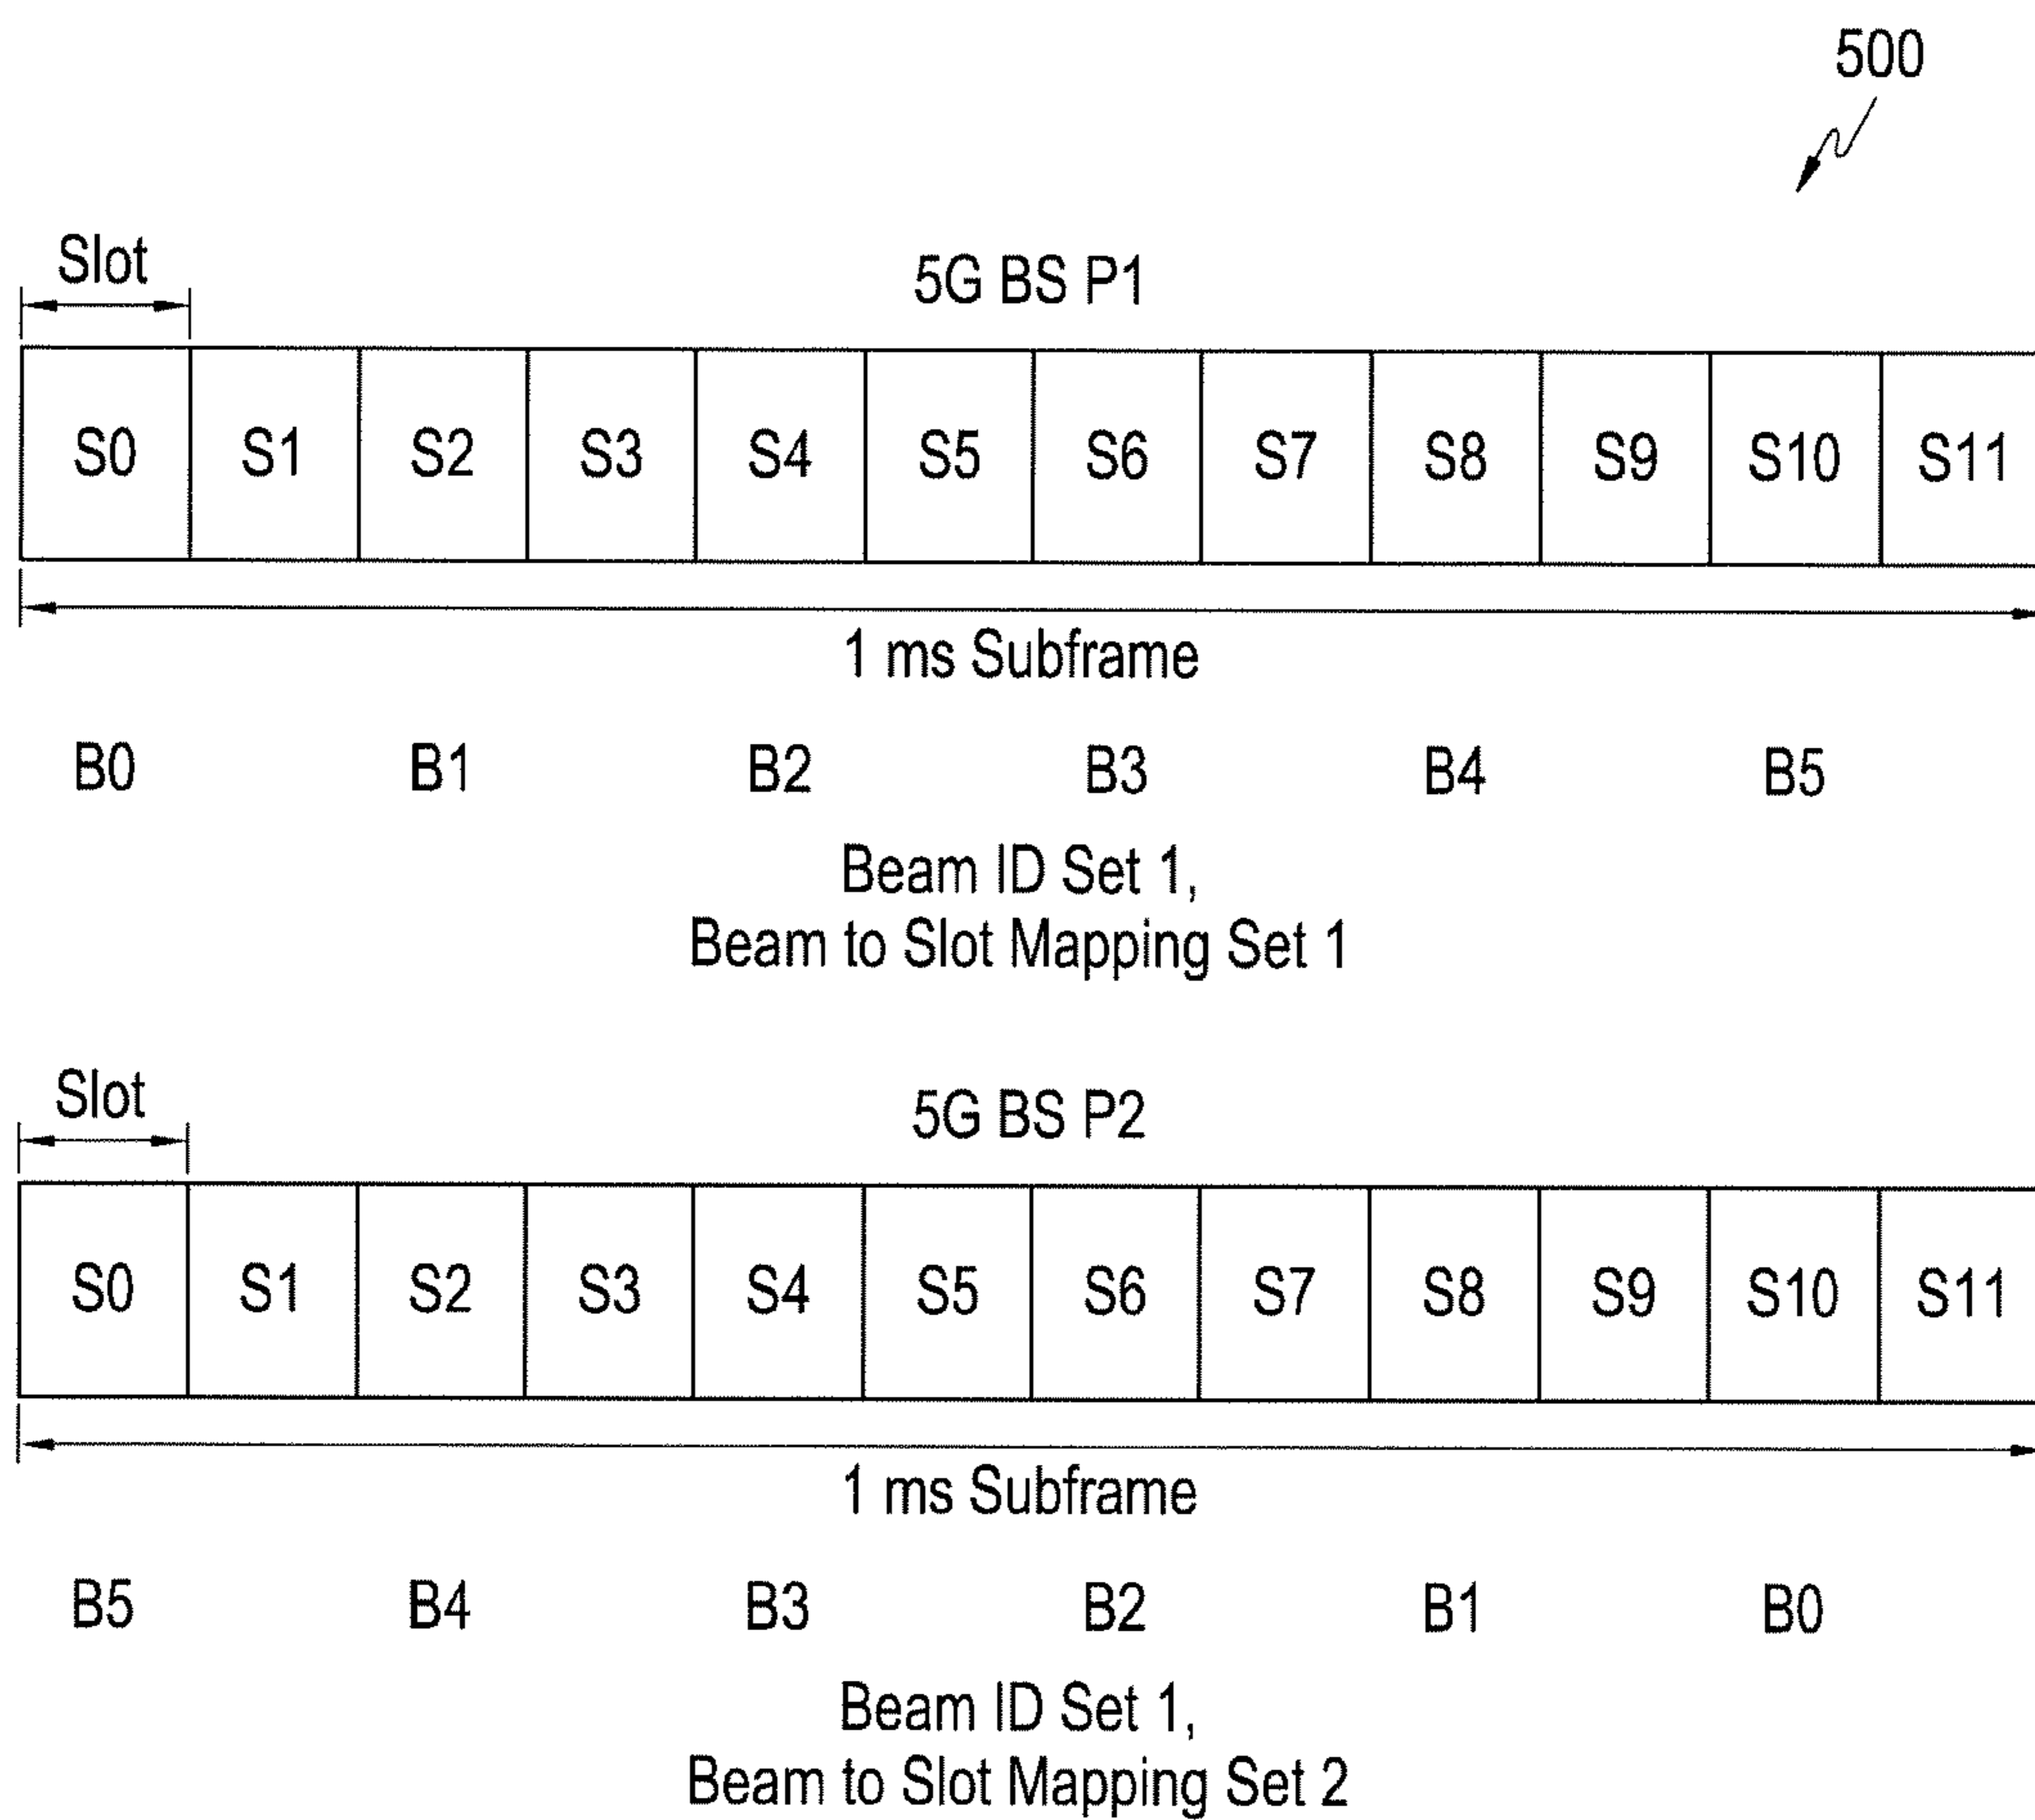 500
Slot
5G BS P1
S0 S1 S2 S3 S4 S5 S6 S7 S8 S9 S10 S11
1 ms Subframe
B0 B1 B2 B3 B4 B5
Beam ID Set 1,
Beam to Slot Mapping Set 1
Slot
5G BS P2
S0 S1 S2 S3 S4 S5 S6 S7 S8 S9 S10 S11
1 ms Subframe
B5 B4 B3 B2 B1 B0
Beam ID Set 1,
Beam to Slot Mapping Set 2